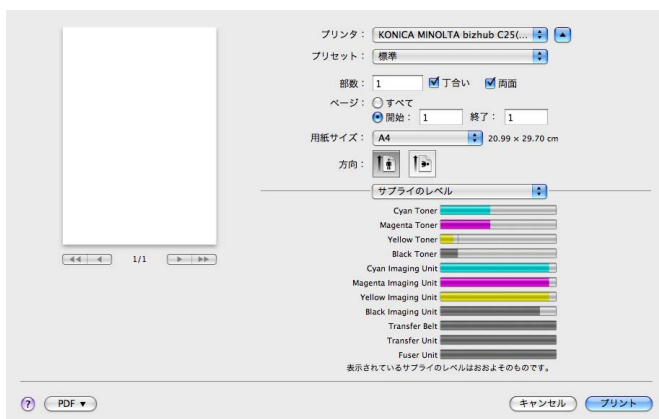 プリンタ： KONICA MINOLTA bizhub C25(...
プリセット： 標準
部数： 1 丁合い 両面
ページ： すべて
開始： 1 終了： 1
用紙サイズ： A4 20.99 × 29.70 cm
方向：
サプライのレベル
Cyan Toner
Magenta Toner
Yellow Toner
Black Toner
Cyan Imaging Unit
Magenta Imaging Unit
Yellow Imaging Unit
Black Imaging Unit
Transfer Belt
Transfer Unit
Fuser Unit
表示されているサプライのレベルはおおよそのものです。
1/1
? PDF ▼ キャンセル プリント